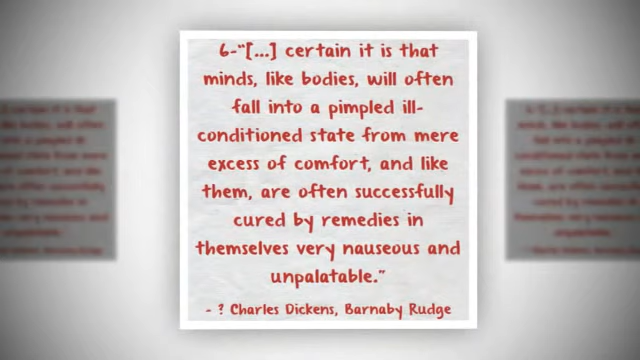 6-"[...] certain it is that
minds, like bodies, will often
fall into a pimpled ill-
conditioned state from mere
excess of comfort, and like
them, are often successfully
cured by remedies in
themselves very nauseous and
unpalatable."
- ? Charles Dickens, Barnaby Rudge